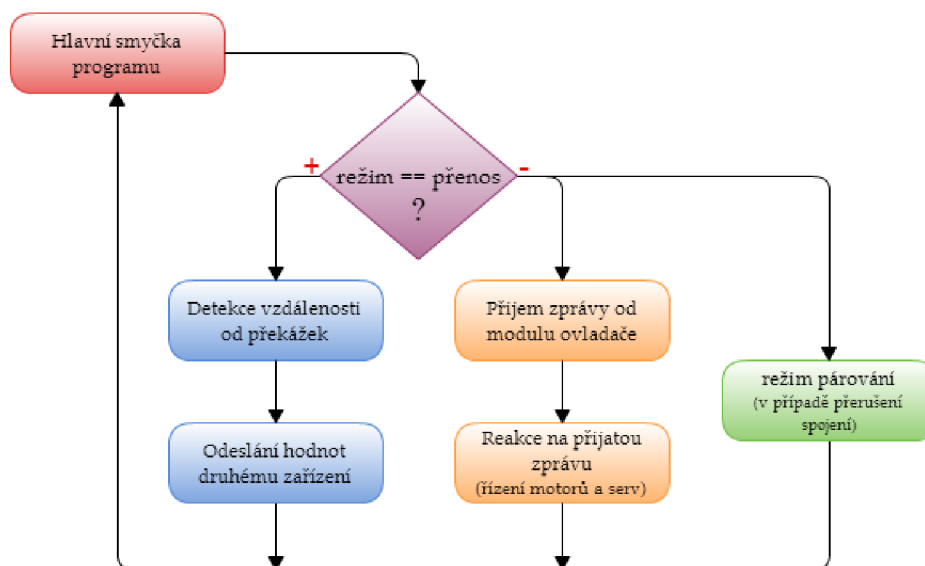 Hlavní smyčka
programu
+
-
režim == přenos
?
Detekce vzdálenosti
od překážek
Přijem zprávy od
modulu ovladače
režim párování
(v případě přerušení
spojení)
Odeslání hodnot
druhému zařízení
Reakce na přijatou
zprávu
(řízení motorů a serv)